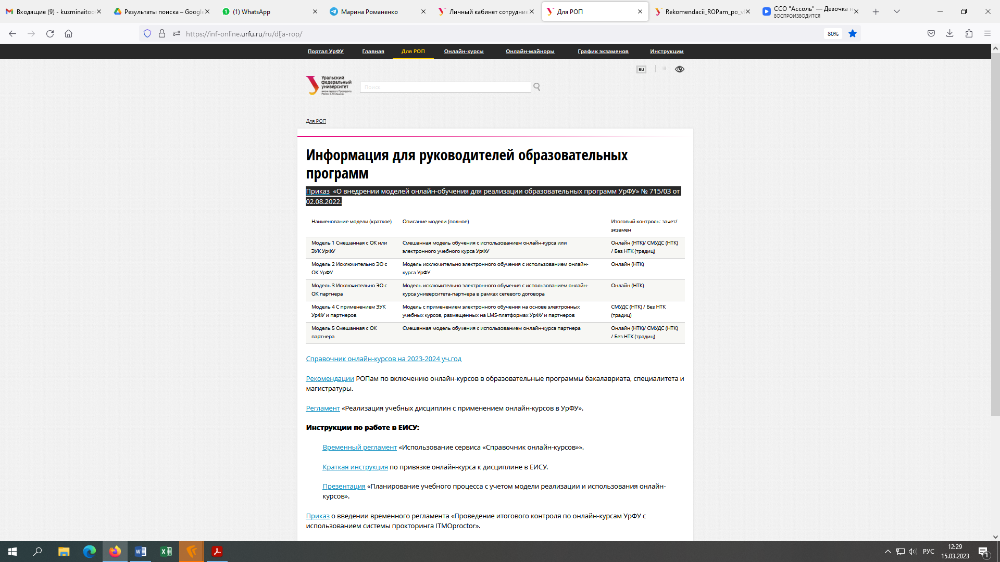 Входящие (9) - kuzminaitoo
Результаты поиска – Google
(1) WhatsApp
Марина Романенко
Личный кабинет сотрудник
Для РОП
Rekomendacii_ROPam_po_v
ССО "Ассоль" — Девочка н
ВОСПРОИЗВОДИТСЯ
https://inf-online.urfu.ru/ru/dlja-rop/
80%
Портал УрФУ
Главная
Для РОП
Онлайн-курсы
Онлайн-майноры
График экзаменов
Инструкции
RU
Уральский
федеральный
университет
имени первого Президента
России Б.Н.Ельцина
Поиск
Для РОП
Информация для руководителей образовательных
программ
Приказ «О внедрении моделей онлайн-обучения для реализации образовательных программ УрФУ» № 715/03 от
02.08.2022.
Наименование модели (краткое)
Описание модели (полное)
Итоговый контроль: зачет/
экзамен
Модель 1 Смешанная с ОК или
ЭУК УрФУ
Смешанная модель обучения с использованием онлайн-курса или
электронного учебного курса УрФУ
Онлайн (НТК)/ СМУДС (НТК)
/ Без НТК (традиц)
Модель 2 Исключительно ЭО с
ОК УрФУ
Модель исключительно электронного обучения с использованием онлайн-
курса УрФУ
Онлайн (НТК)
Модель 3 Исключительно ЭО с
ОК партнера
Модель исключительно электронного обучения с использованием онлайн-
курса университета-партнера в рамках сетевого договора
Онлайн (НТК)
Модель 4 С применением ЭУК
УрФУ и партнеров
Модель с применением электронного обучения на основе электронных
учебных курсов, размещенных на LMS-платформах УрФУ и партнеров
СМУДС (НТК) / Без НТК
(традиц)
Модель 5 Смешанная с ОК
партнера
Смешанная модель обучения с использованием онлайн-курса партнера
Онлайн (НТК)/ СМУДС (НТК)
/ Без НТК (традиц)
Справочник онлайн-курсов на 2023-2024 уч.год
Рекомендации РОПам по включению онлайн-курсов в образовательные программы бакалавриата, специалитета и
магистратуры.
Регламент «Реализация учебных дисциплин с применением онлайн-курсов в УрФУ».
Инструкции по работе в ЕИСУ:
Временный регламент «Использование сервиса «Справочник онлайн-курсов»».
Краткая инструкция по привязке онлайн-курса к дисциплине в ЕИСУ.
Презентация «Планирование учебного процесса с учетом модели реализации и использования онлайн-
курсов».
Приказ о введении временного регламента «Проведение итогового контроля по онлайн-курсам УрФУ с
использованием системы прокторинга ITMOproctor».
РУС
12:29
15.03.2023
1